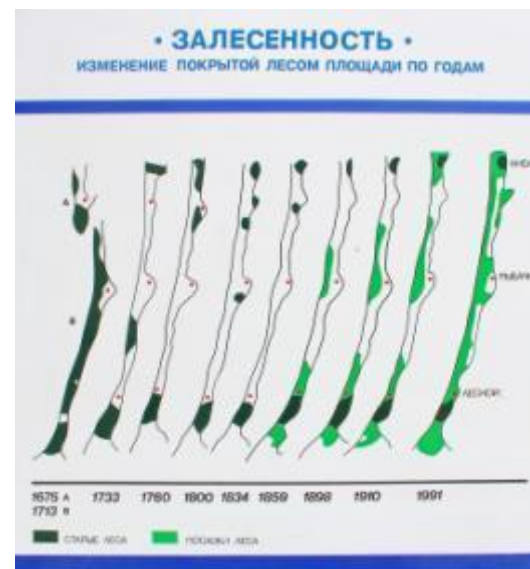 • ЗАЛЕСЕННОСТЬ •
ИЗМЕНЕНИЕ ПОКРЫТОЙ ЛЕСОМ ПЛОЩАДИ ПО ГОДАМ
A
B
ЛЕСНОЙ
1675 A 1733 1760 1800 1834 1859 1898 1910 1991
1713 B
СТАРЫЕ ЛЕСА ПОСАДКИ ЛЕСА